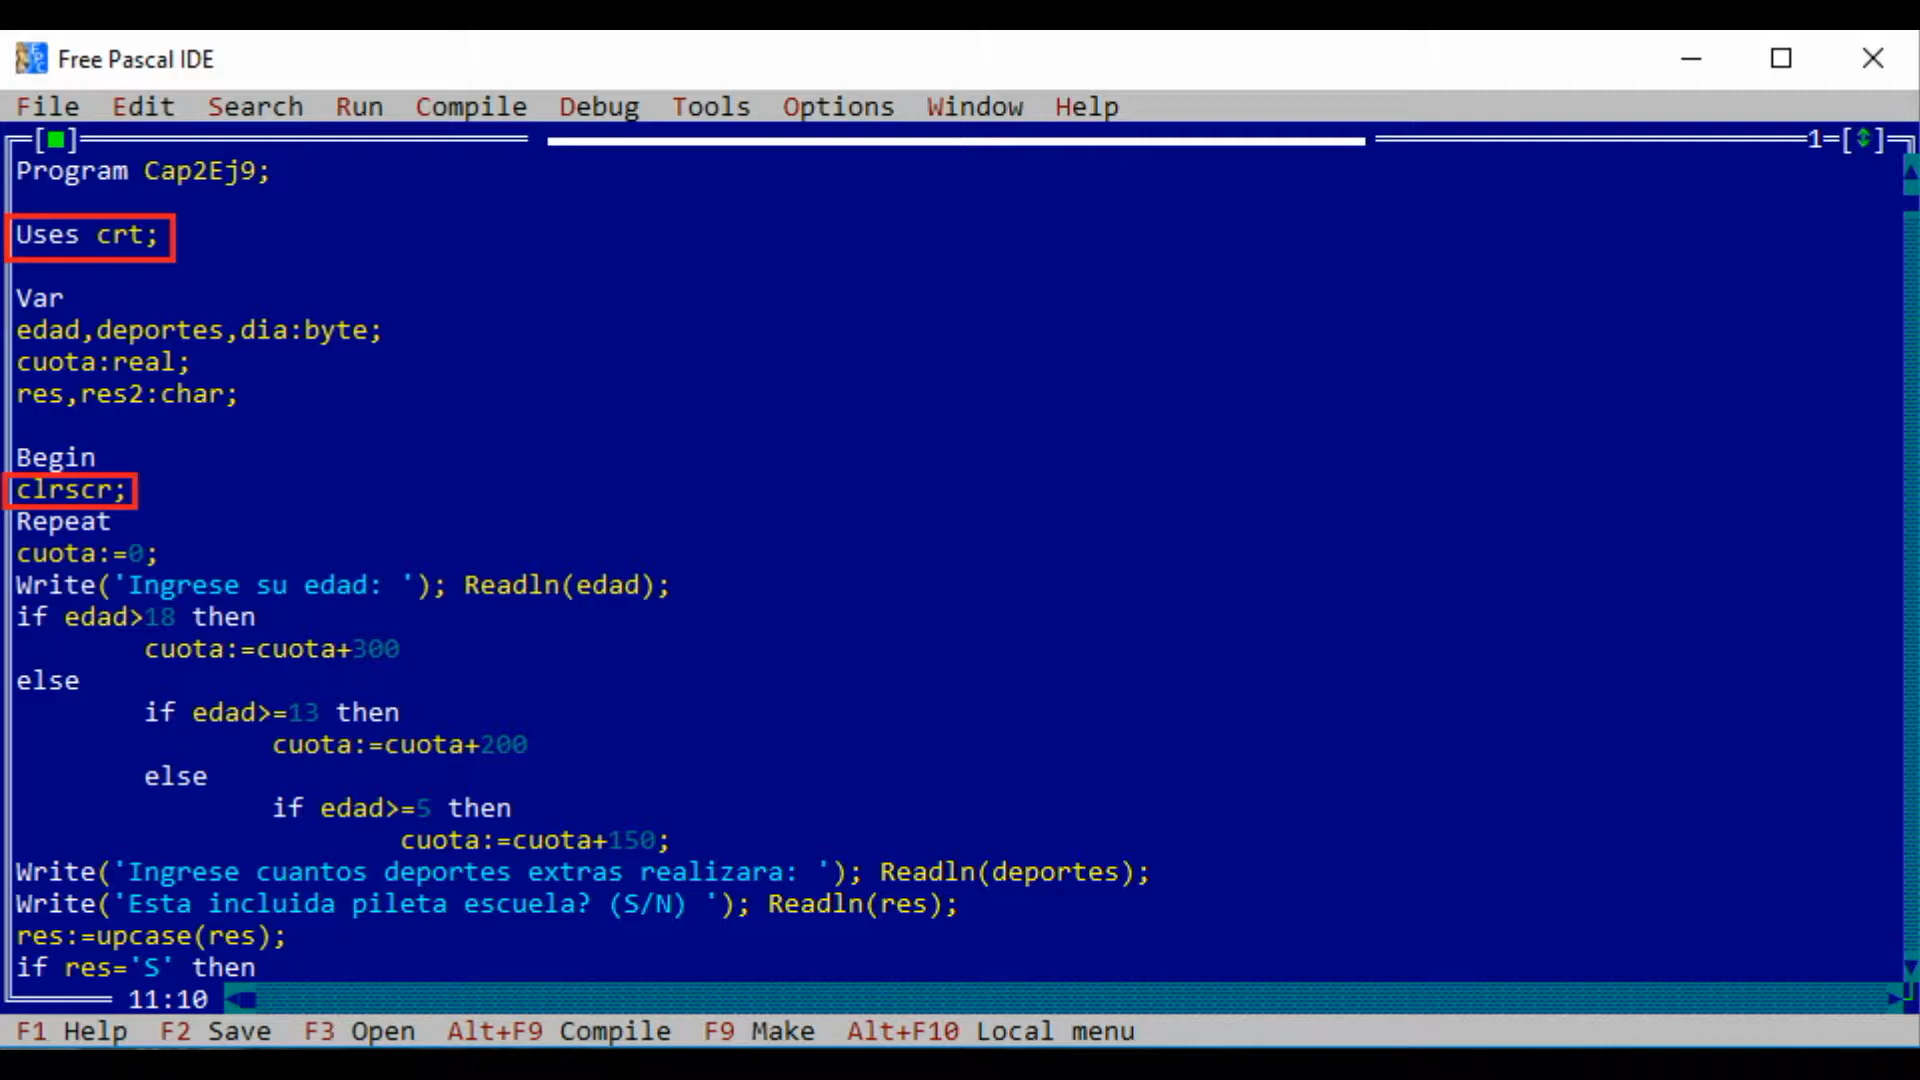 Free Pascal IDE
File Edit Search Run Compile Debug Tools Options Window Help
1
Program Cap2Ej9;
Uses crt;
Var
edad,deportes,dia:byte;
cuota:real;
res,res2:char;
Begin
clrscr;
Repeat
cuota:=0;
Write('Ingrese su edad: '); Readln(edad);
if edad>18 then
cuota:=cuota+300
else
if edad>=13 then
cuota:=cuota+200
else
if edad>=5 then
cuota:=cuota+150;
Write('Ingrese cuantos deportes extras realizara: '); Readln(deportes);
Write('Esta incluida pileta escuela? (S/N) '); Readln(res);
res:=upcase(res);
if res='S' then
11:10
F1 Help F2 Save F3 Open Alt+F9 Compile F9 Make Alt+F10 Local menu